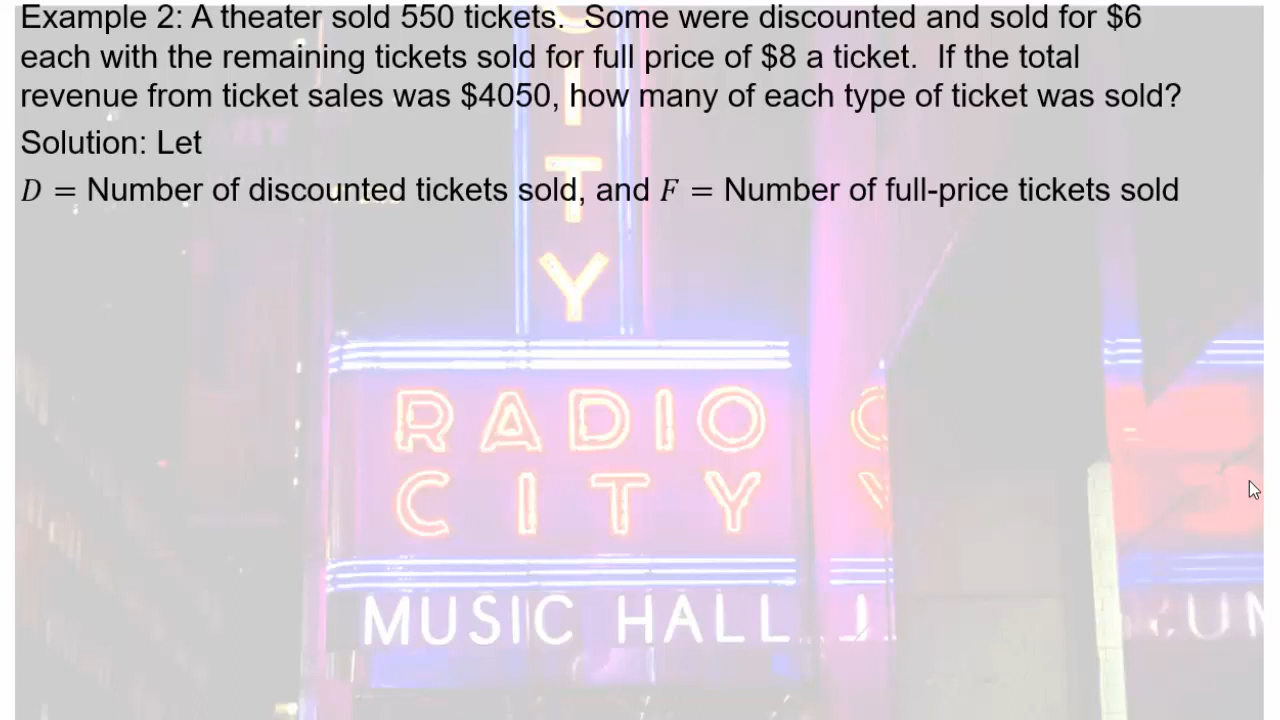 Example 2: A theater sold 550 tickets. Some were discounted and sold for $6
each with the remaining tickets sold for full price of $8 a ticket. If the total
revenue from ticket sales was $4050, how many of each type of ticket was sold?
Solution: Let
D = Number of discounted tickets sold, and F = Number of full-price tickets sold
C
I
T
Y
RADIO
CITY
MUSIC HALL